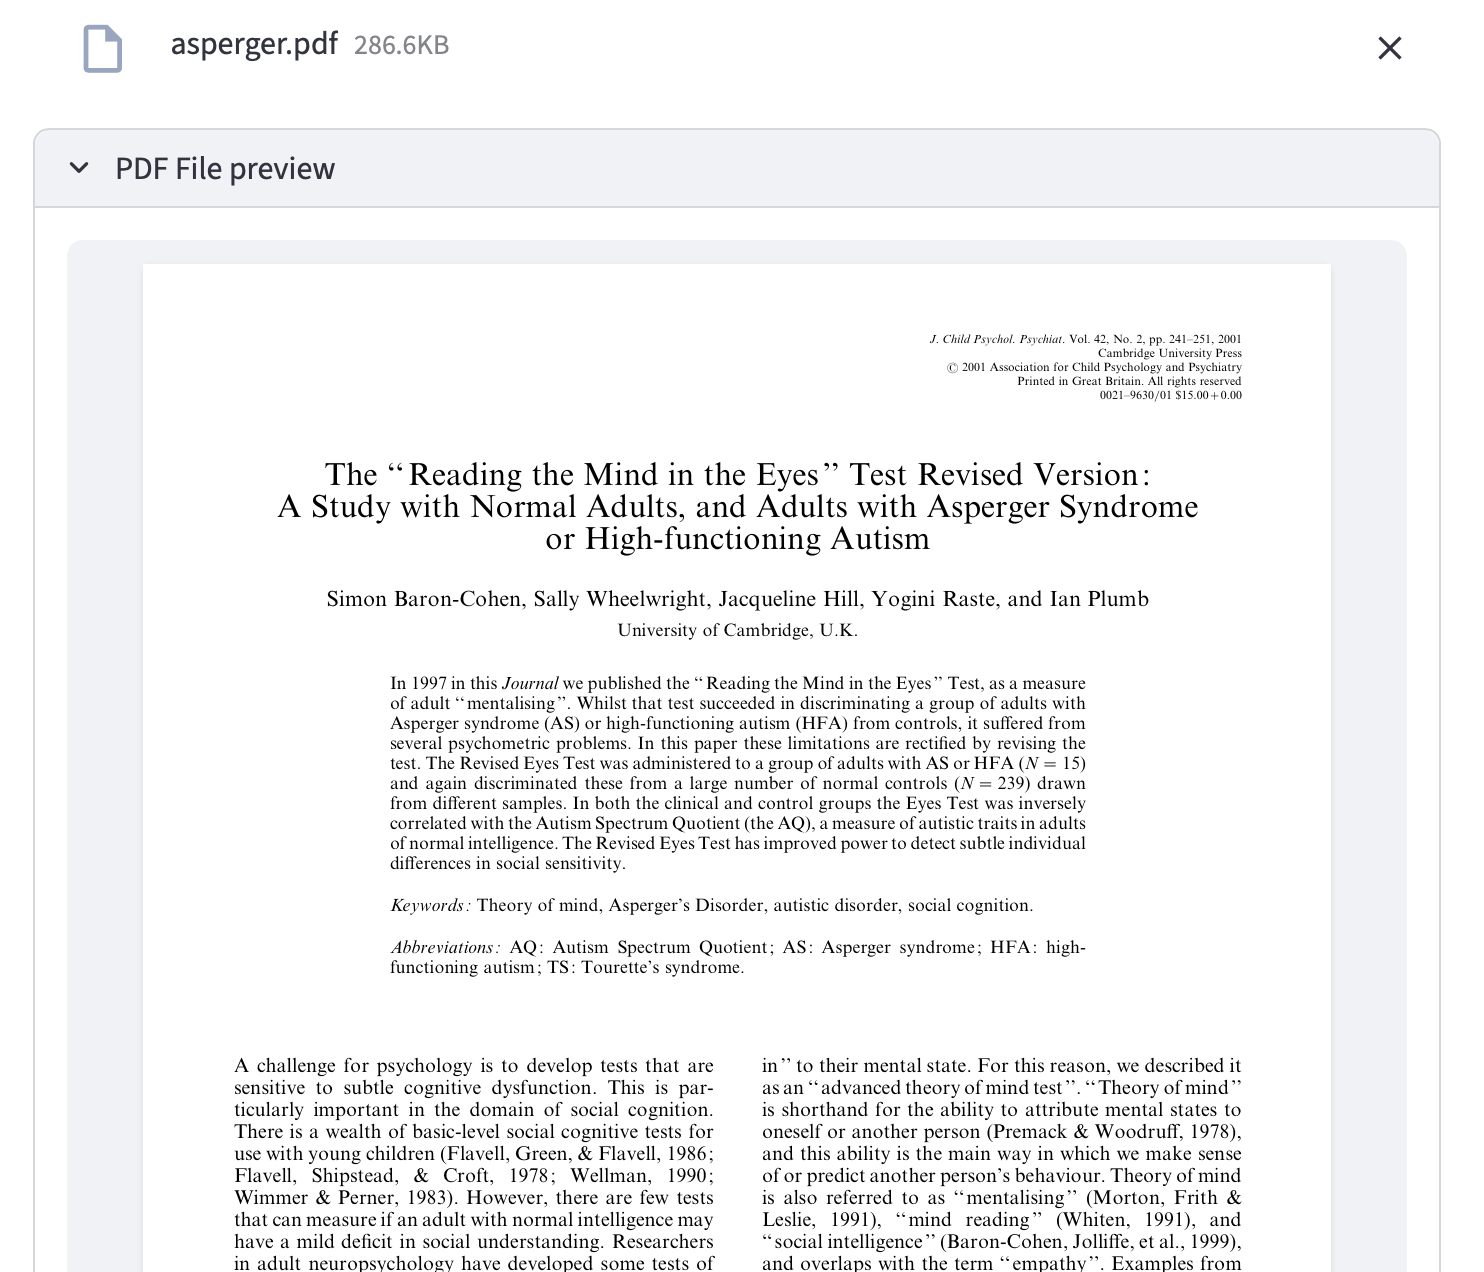 asperger.pdf 286.6KB
PDF File preview
J. Child Psychol. Psychiat. Vol. 42, No. 2, pp. 241–251, 2001
Cambridge University Press
© 2001 Association for Child Psychology and Psychiatry
Printed in Great Britain. All rights reserved
0021–9630/01 $15.00+0.00
The “Reading the Mind in the Eyes” Test Revised Version:
A Study with Normal Adults, and Adults with Asperger Syndrome
or High-functioning Autism
Simon Baron-Cohen, Sally Wheelwright, Jacqueline Hill, Yogini Raste, and Ian Plumb
University of Cambridge, U.K.
In 1997 in this Journal we published the “Reading the Mind in the Eyes” Test, as a measure
of adult “mentalising”. Whilst that test succeeded in discriminating a group of adults with
Asperger syndrome (AS) or high-functioning autism (HFA) from controls, it suffered from
several psychometric problems. In this paper these limitations are rectified by revising the
test. The Revised Eyes Test was administered to a group of adults with AS or HFA (N = 15)
and again discriminated these from a large number of normal controls (N = 239) drawn
from different samples. In both the clinical and control groups the Eyes Test was inversely
correlated with the Autism Spectrum Quotient (the AQ), a measure of autistic traits in adults
of normal intelligence. The Revised Eyes Test has improved power to detect subtle individual
differences in social sensitivity.
Keywords: Theory of mind, Asperger’s Disorder, autistic disorder, social cognition.
Abbreviations: AQ: Autism Spectrum Quotient; AS: Asperger syndrome; HFA: high-
functioning autism; TS: Tourette’s syndrome.
A challenge for psychology is to develop tests that are
sensitive to subtle cognitive dysfunction. This is par-
ticularly important in the domain of social cognition.
There is a wealth of basic-level social cognitive tests for
use with young children (Flavell, Green, & Flavell, 1986;
Flavell, Shipstead, & Croft, 1978; Wellman, 1990;
Wimmer & Perner, 1983). However, there are few tests
that can measure if an adult with normal intelligence may
have a mild deficit in social understanding. Researchers
in adult neuropsychology have developed some tests of
in” to their mental state. For this reason, we described it
as an “advanced theory of mind test”. “Theory of mind”
is shorthand for the ability to attribute mental states to
oneself or another person (Premack & Woodruff, 1978),
and this ability is the main way in which we make sense
of or predict another person’s behaviour. Theory of mind
is also referred to as “mentalising” (Morton, Frith &
Leslie, 1991), “mind reading” (Whiten, 1991), and
“social intelligence” (Baron-Cohen, Jolliffe, et al., 1999),
and overlaps with the term “empathy”. Examples from